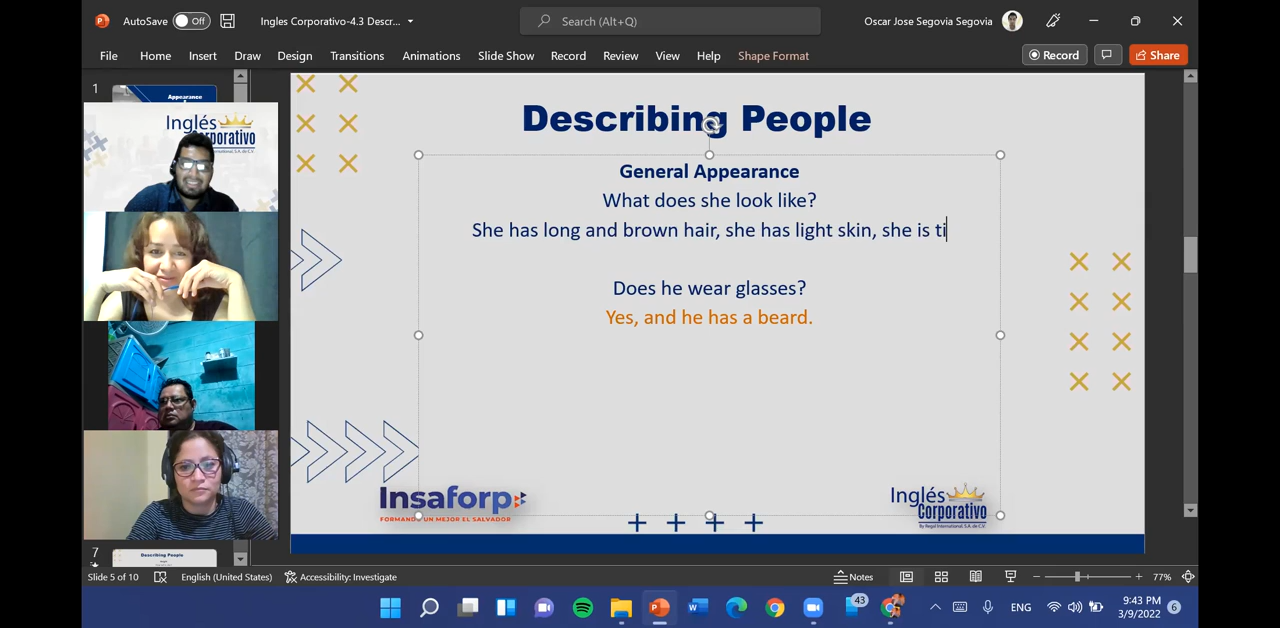 AutoSave Off Ingles Corporativo-4.3 Descr... Search (Alt+Q) Oscar Jose Segovia Segovia
File Home Insert Draw Design Transitions Animations Slide Show Record Review View Help Shape Format Record Share
1
Appearance
Inglés
Corporativo
Describing People
General Appearance
What does she look like?
She has long and brown hair, she has light skin, she is ti
Does he wear glasses?
Yes, and he has a beard.
Insaforp
FORMANDO UN MEJOR EL SALVADOR
Inglés
Corporativo
By Regal International, S.A. de C.V.
7
Describing People
Slide 5 of 10 English (United States) Accessibility: Investigate Notes 77%
43 ENG 9:43 PM 6
3/9/2022